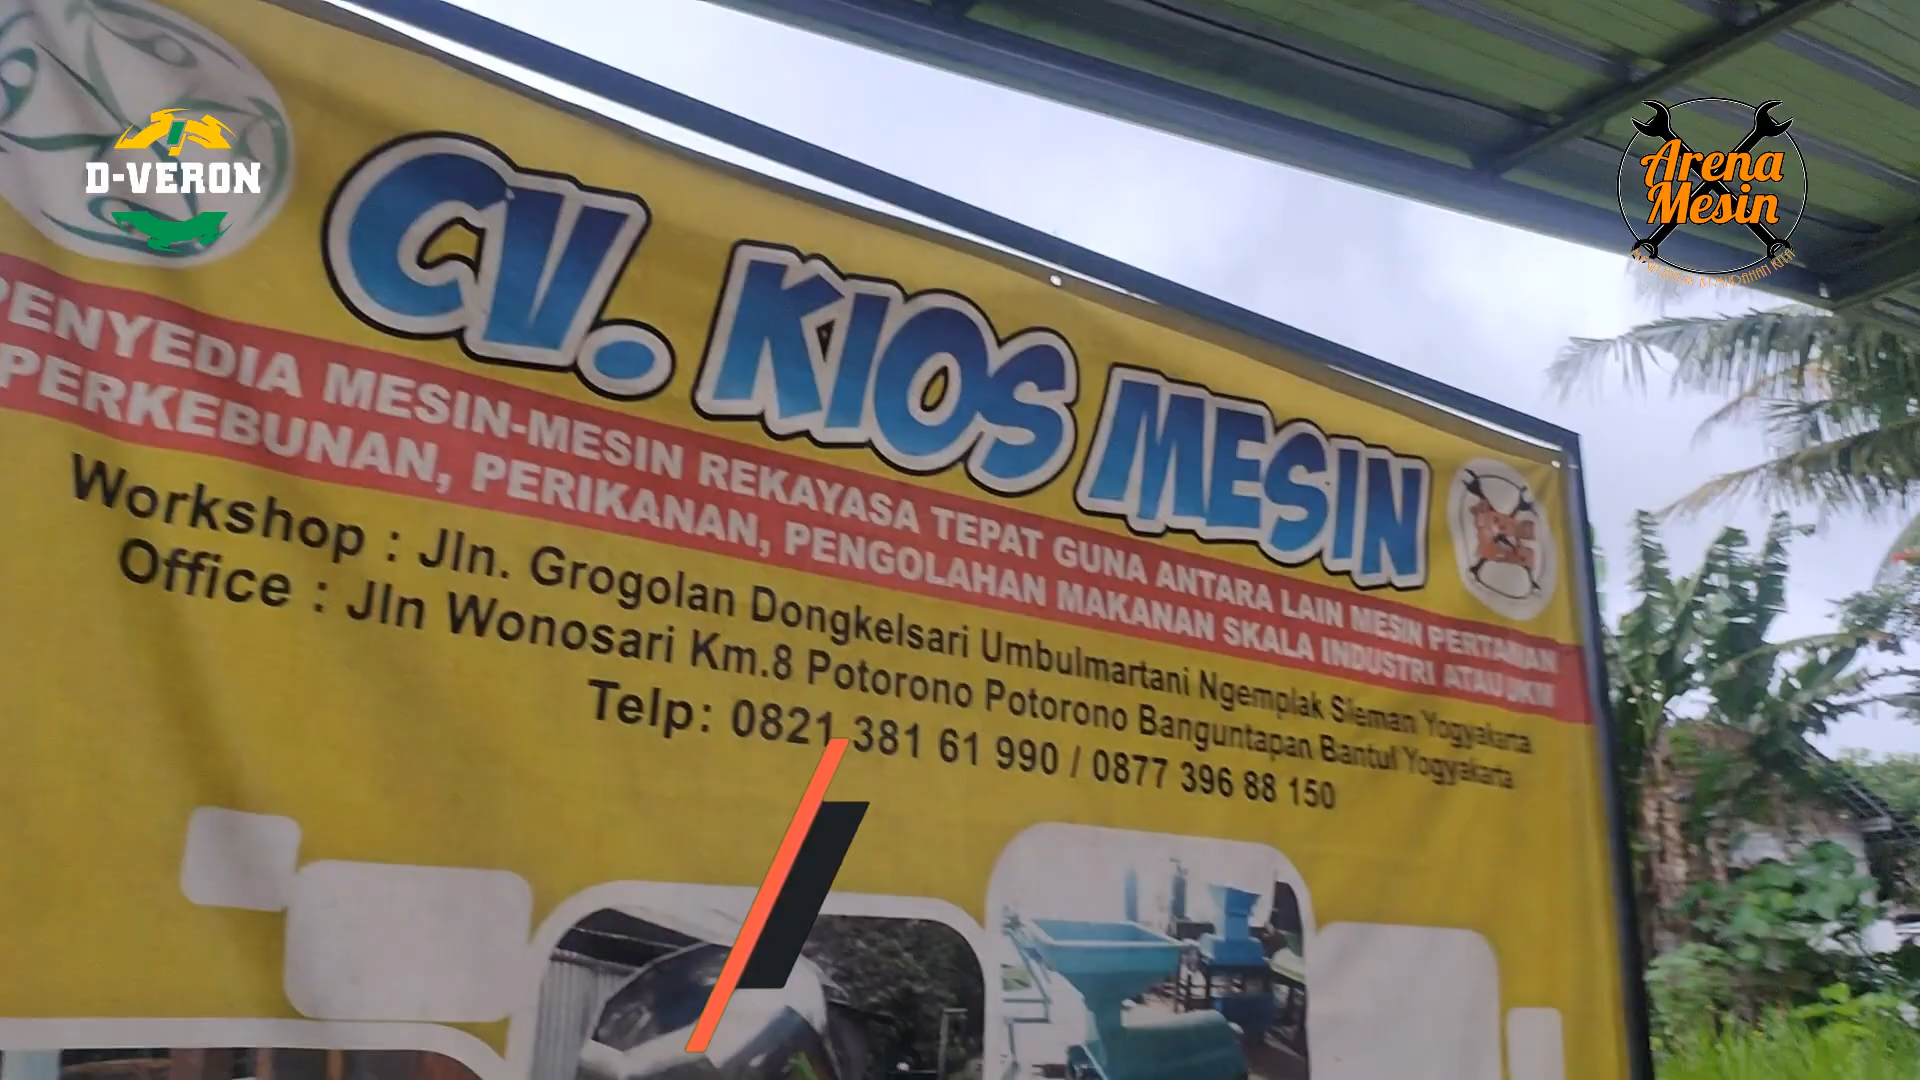 D-VERON
Arena
Mesin
CV. KIOS MESIN
PENYEDIA MESIN-MESIN REKAYASA TEPAT GUNA ANTARA LAIN MESIN PERTANIAN
PERKEBUNAN, PERIKANAN, PENGOLAHAN MAKANAN SKALA INDUSTRI ATAU UKM
Workshop : Jln. Grogolan Dongkelsari Umbulmartani Ngemplak Sleman Yogyakarta
Office : Jln Wonosari Km.8 Potorono Potorono Banguntapan Bantul Yogyakarta
Telp: 0821 381 61 990 / 0877 396 88 150